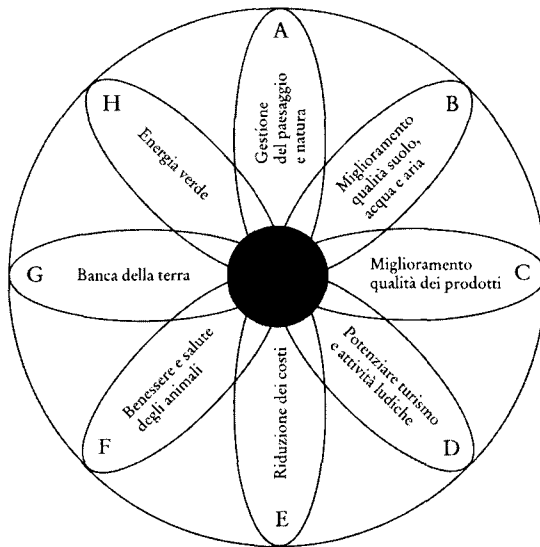 A
Gestione
del paesaggio
e natura
B
Miglioramento
qualità suolo,
acqua e aria
C
Miglioramento
qualità dei prodotti
D
Potenziare turismo
e attività ludiche
E
Riduzione dei costi
F
Benessere e salute
degli animali
G
Banca della terra
H
Energia verde